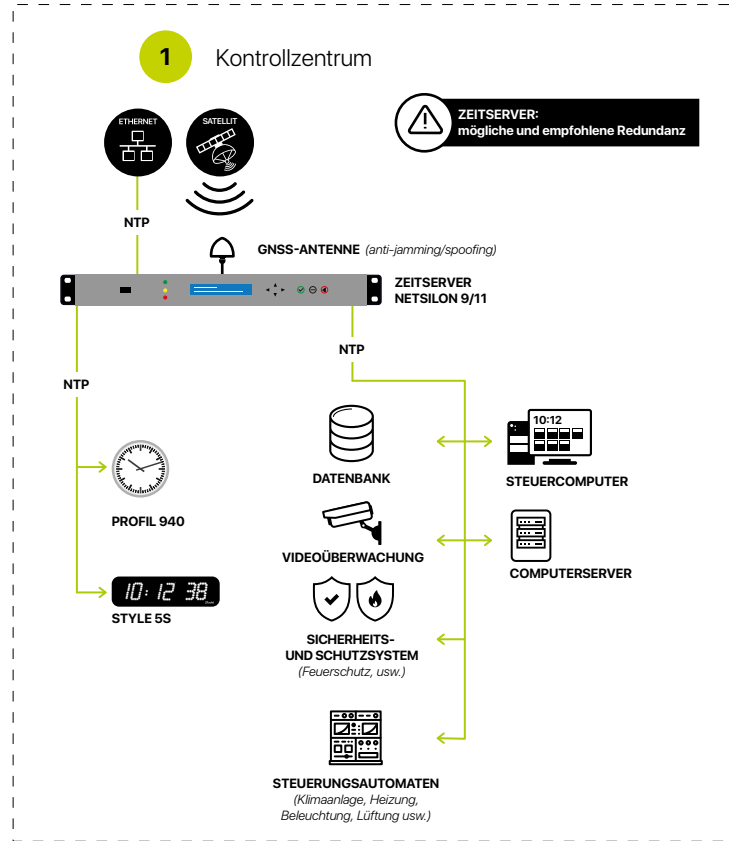 1 Kontrollzentrum
ETHERNET
SATELLIT
ZEITSERVER:
mögliche und empfohlene Redundanz
NTP
GNSS-ANTENNE (anti-jamming/spoofing)
ZEITSERVER
NETSILON 9/11
NTP
NTP
10:12
DATENBANK
STEUERCOMPUTER
PROFIL 940
VIDEOÜBERWACHUNG
COMPUTERSERVER
10:12 38
STYLE 5S
SICHERHEITS-
UND SCHUTZSYSTEM
(Feuerschutz, usw.)
STEUERUNGSAUTOMATEN
(Klimaanlage, Heizung,
Beleuchtung, Lüftung usw.)